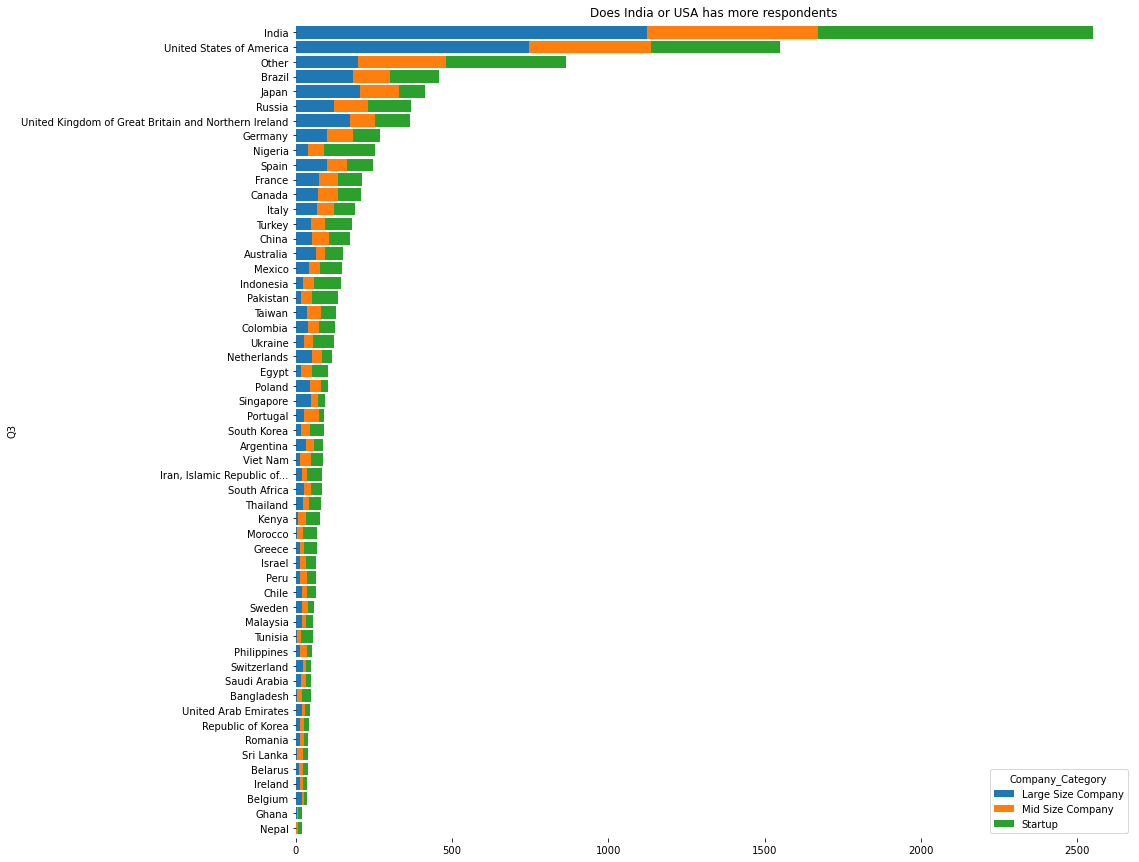 Does India or USA has more respondents
India
United States of America
Other
Brazil
Japan
Russia
United Kingdom of Great Britain and Northern Ireland
Germany
Nigeria
Spain
France
Canada
Italy
Turkey
China
Australia
Mexico
Indonesia
Pakistan
Taiwan
Colombia
Ukraine
Netherlands
Egypt
Poland
Singapore
Portugal
South Korea
Argentina
Viet Nam
Iran, Islamic Republic of...
South Africa
Thailand
Kenya
Morocco
Greece
Israel
Peru
Chile
Sweden
Malaysia
Tunisia
Philippines
Switzerland
Saudi Arabia
Bangladesh
United Arab Emirates
Republic of Korea
Romania
Sri Lanka
Belarus
Ireland
Belgium
Ghana
Nepal
Q3
0 500 1000 1500 2000 2500
Company_Category
Large Size Company
Mid Size Company
Startup